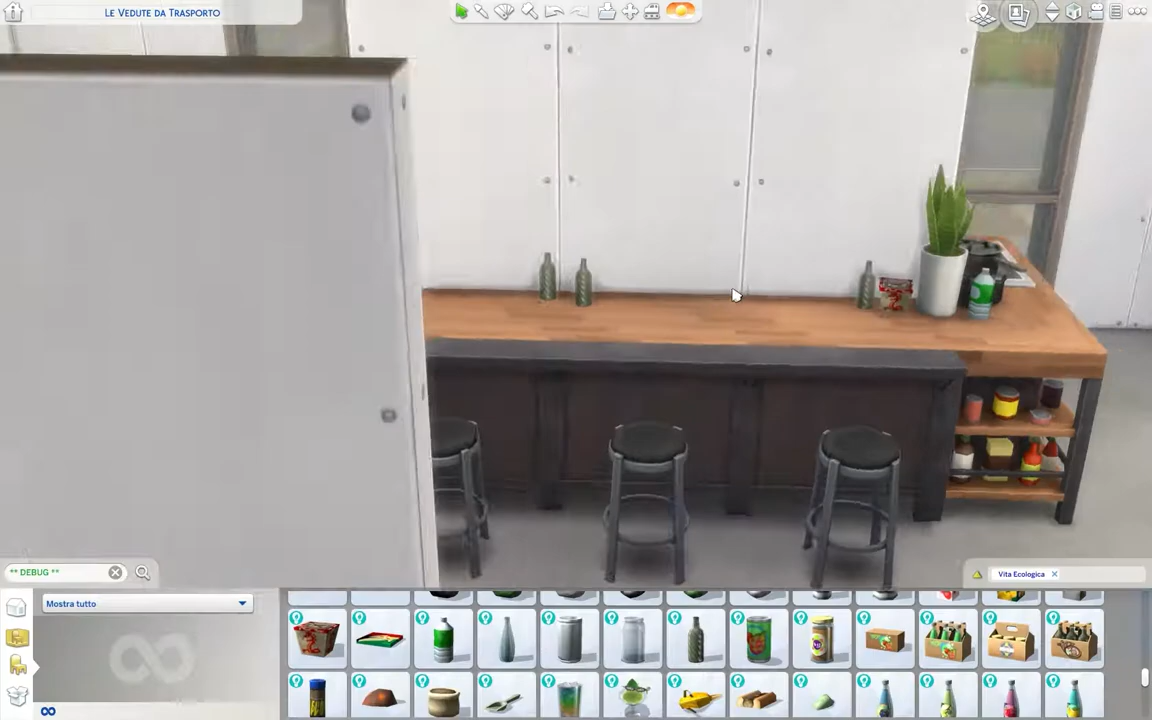 LE VEDUTE DA TRASPORTO
** DEBUG **
Vita Ecologica
Mostra tutto